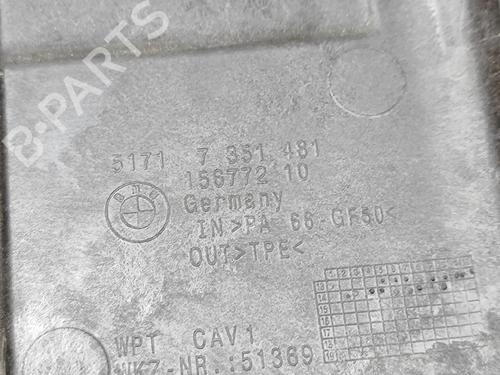 B-PARTS
5171 7 351 481
156772 10
BMW
Germany
IN>PA 66-GF50<
OUT>TPE<
WPT CAV1
WKZ-NR.:51369